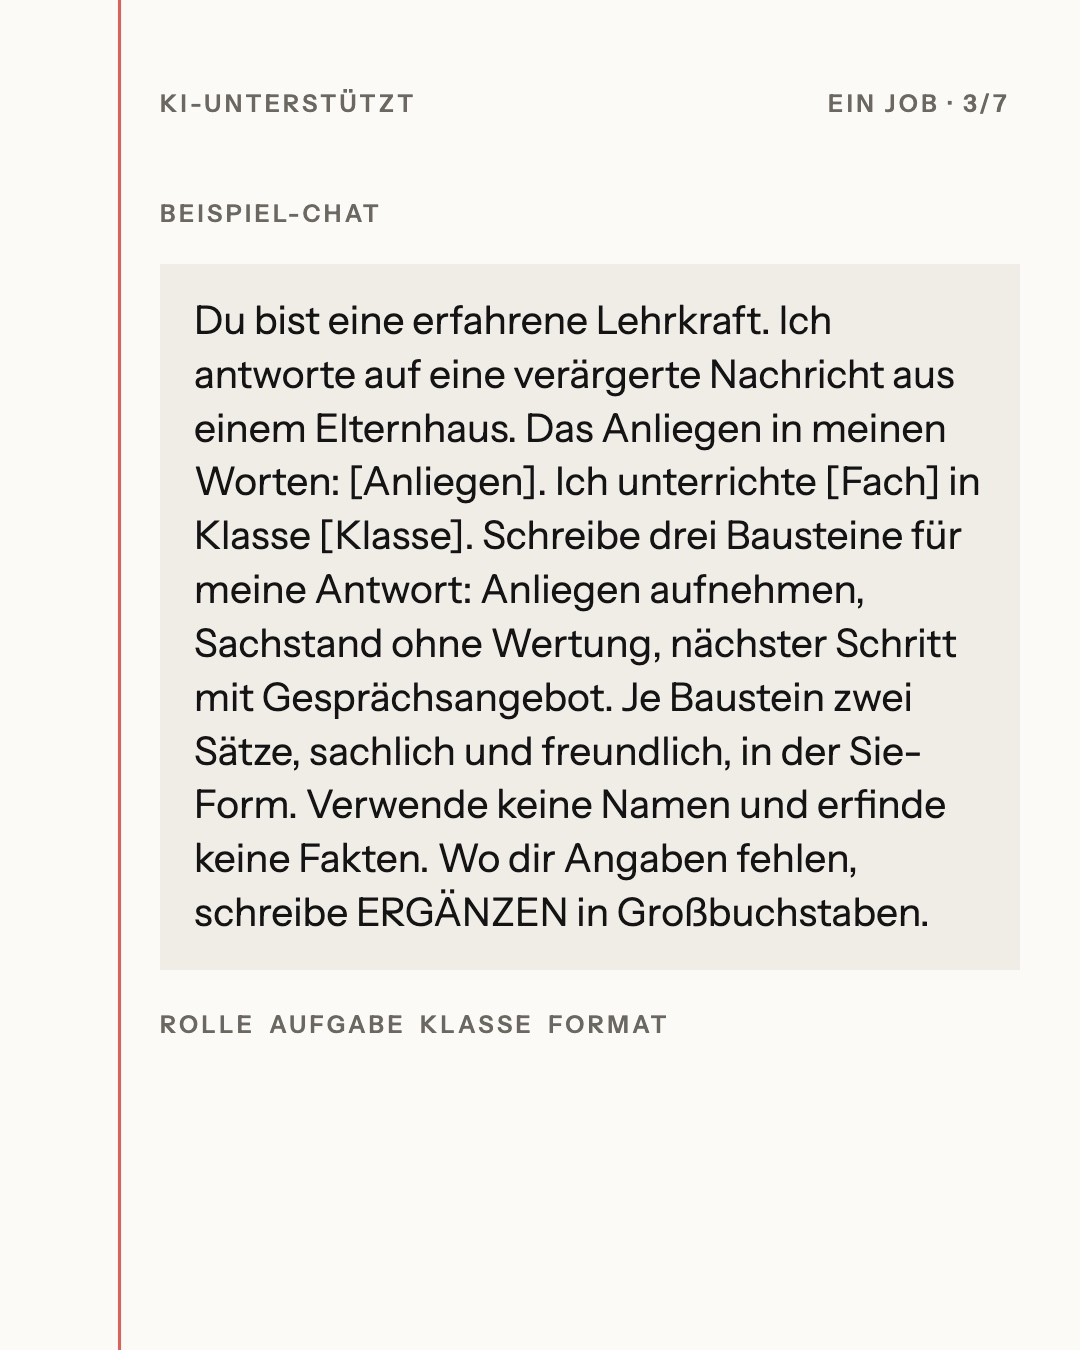 KI-UNTERSTÜTZT
EIN JOB · 3/7
BEISPIEL-CHAT
Du bist eine erfahrene Lehrkraft. Ich
antworte auf eine verärgerte Nachricht aus
einem Elternhaus. Das Anliegen in meinen
Worten: [Anliegen]. Ich unterrichte [Fach] in
Klasse [Klasse]. Schreibe drei Bausteine für
meine Antwort: Anliegen aufnehmen,
Sachstand ohne Wertung, nächster Schritt
mit Gesprächsangebot. Je Baustein zwei
Sätze, sachlich und freundlich, in der Sie-
Form. Verwende keine Namen und erfinde
keine Fakten. Wo dir Angaben fehlen,
schreibe ERGÄNZEN in Großbuchstaben.
ROLLE AUFGABE KLASSE FORMAT